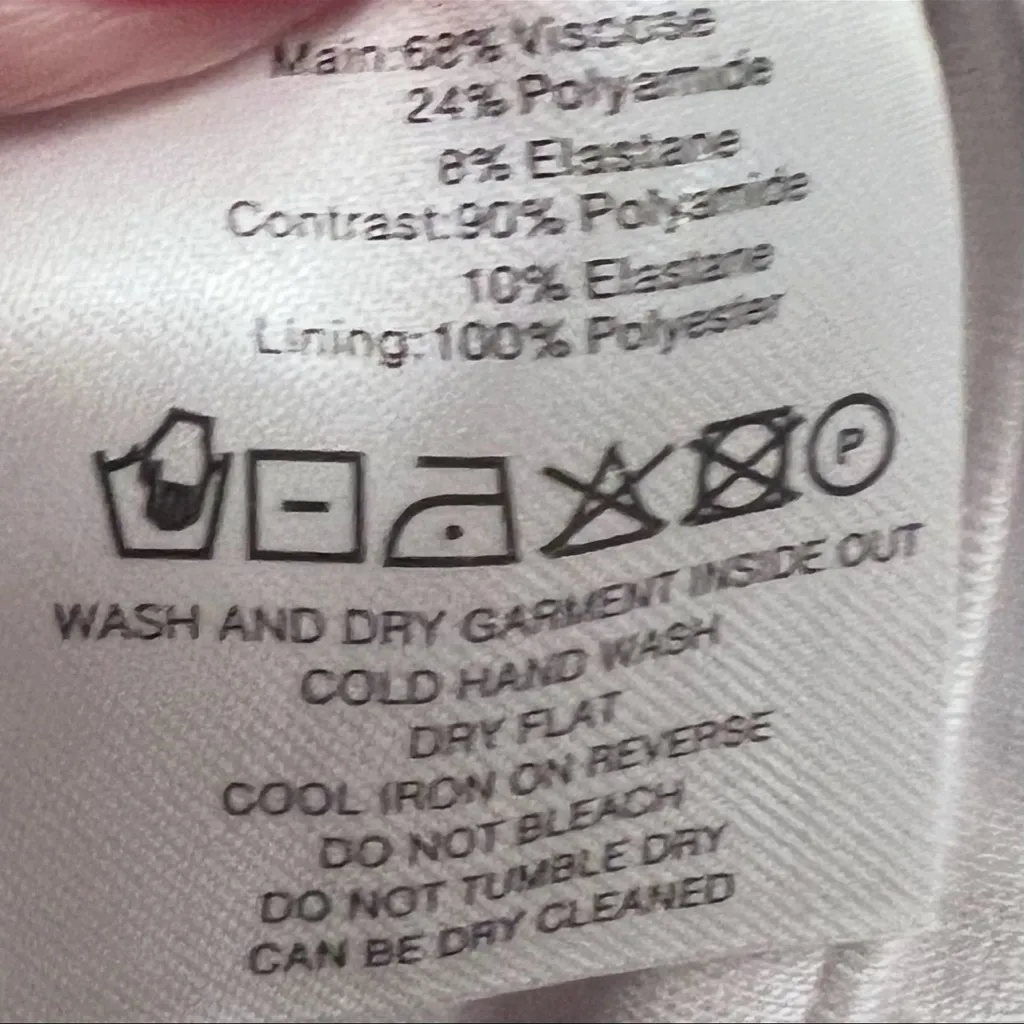 Main:68% Viscose
24% Polyamide
8% Elastane
Contrast:90% Polyamide
10% Elastane
Lining:100% Polyester
P
WASH AND DRY GARMENT INSIDE OUT
COLD HAND WASH
DRY FLAT
COOL IRON ON REVERSE
DO NOT BLEACH
DO NOT TUMBLE DRY
CAN BE DRY CLEANED